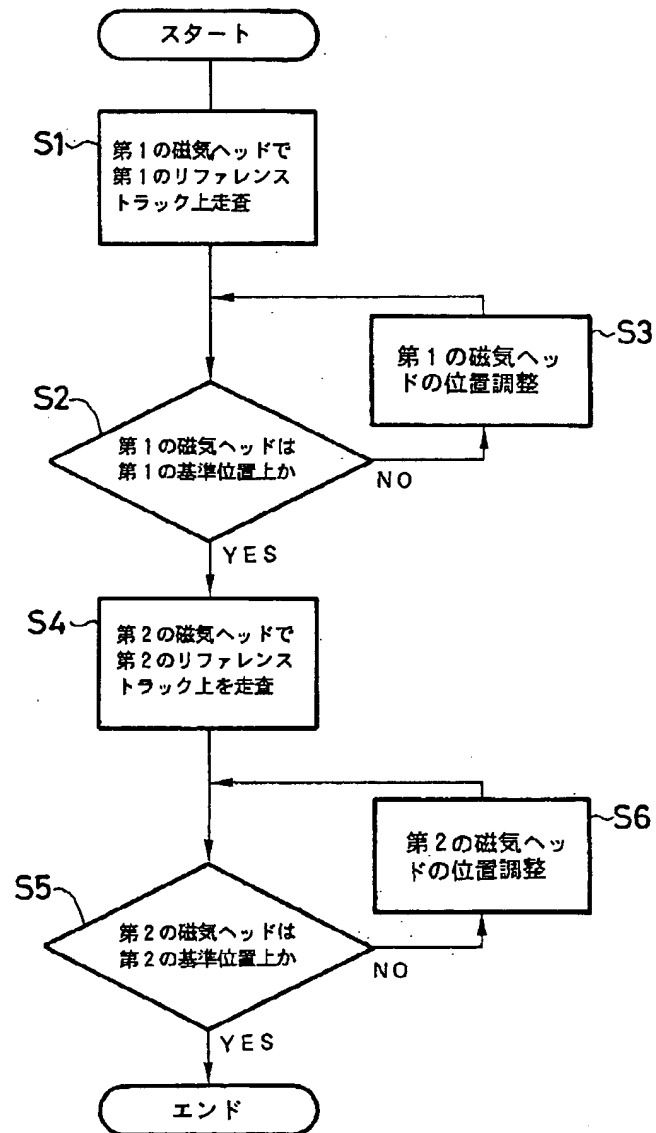 スタート
S1
第1の磁気ヘッドで
第1のリファレンス
トラック上走査
S3
第1の磁気ヘッ
ドの位置調整
S2
第1の磁気ヘッドは
第1の基準位置上か
NO
YES
S4
第2の磁気ヘッドで
第2のリファレンス
トラック上を走査
S6
第2の磁気ヘッ
ドの位置調整
S5
第2の磁気ヘッドは
第2の基準位置上か
NO
YES
エンド